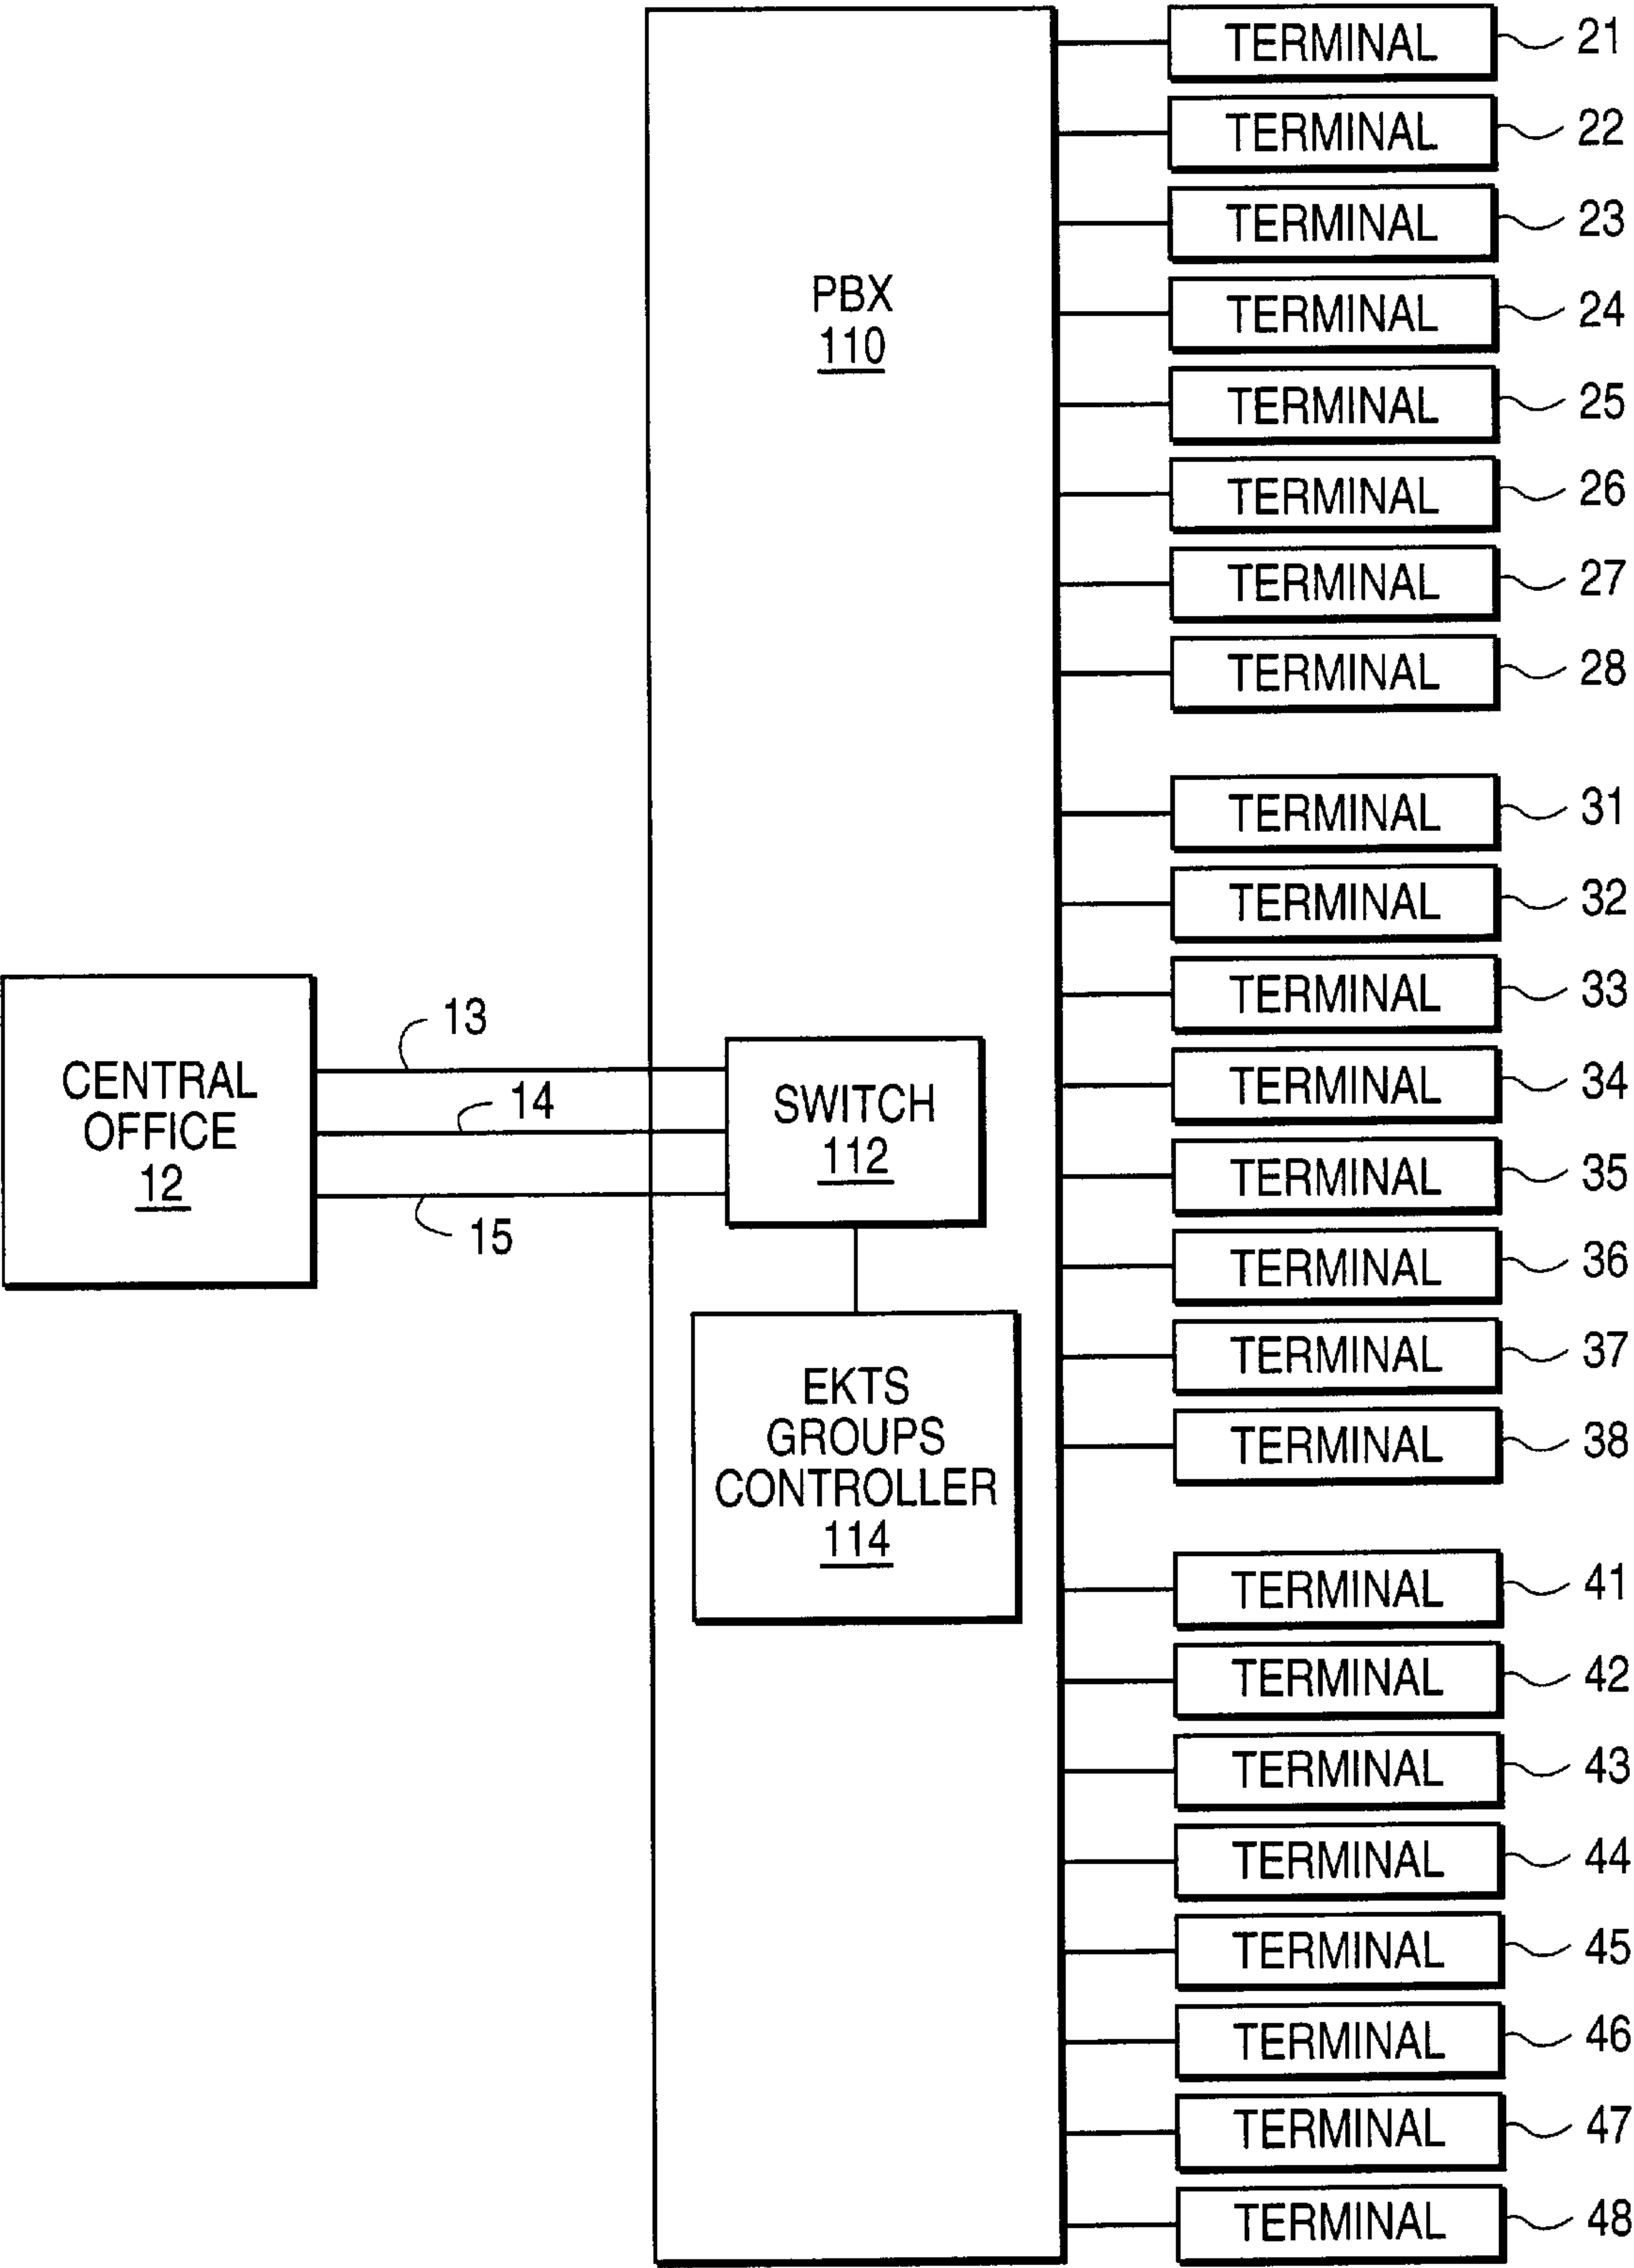 TERMINAL 21
TERMINAL 22
TERMINAL 23
TERMINAL 24
TERMINAL 25
TERMINAL 26
TERMINAL 27
TERMINAL 28
PBX
110
TERMINAL 31
TERMINAL 32
TERMINAL 33
TERMINAL 34
TERMINAL 35
TERMINAL 36
TERMINAL 37
TERMINAL 38
CENTRAL
OFFICE
12
13
14
15
SWITCH
112
EKTS
GROUPS
CONTROLLER
114
TERMINAL 41
TERMINAL 42
TERMINAL 43
TERMINAL 44
TERMINAL 45
TERMINAL 46
TERMINAL 47
TERMINAL 48